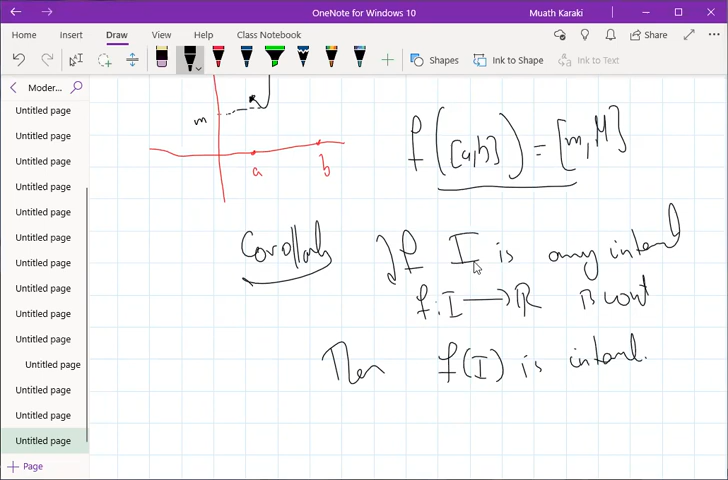 OneNote for Windows 10
Muath Karaki
Home
Insert
Draw
View
Help
Class Notebook
Share
Shapes
Ink to Shape
Ink to Text
Moder...
Untitled page
Untitled page
Untitled page
Untitled page
Untitled page
Untitled page
Untitled page
Untitled page
Untitled page
Untitled page
Untitled page
Untitled page
Untitled page
Untitled page
Page
m
a
b
f([a,b]) = [m, M]
Corollary If I is any interval
f: I → ℝ is cont
Then f(I) is interval.